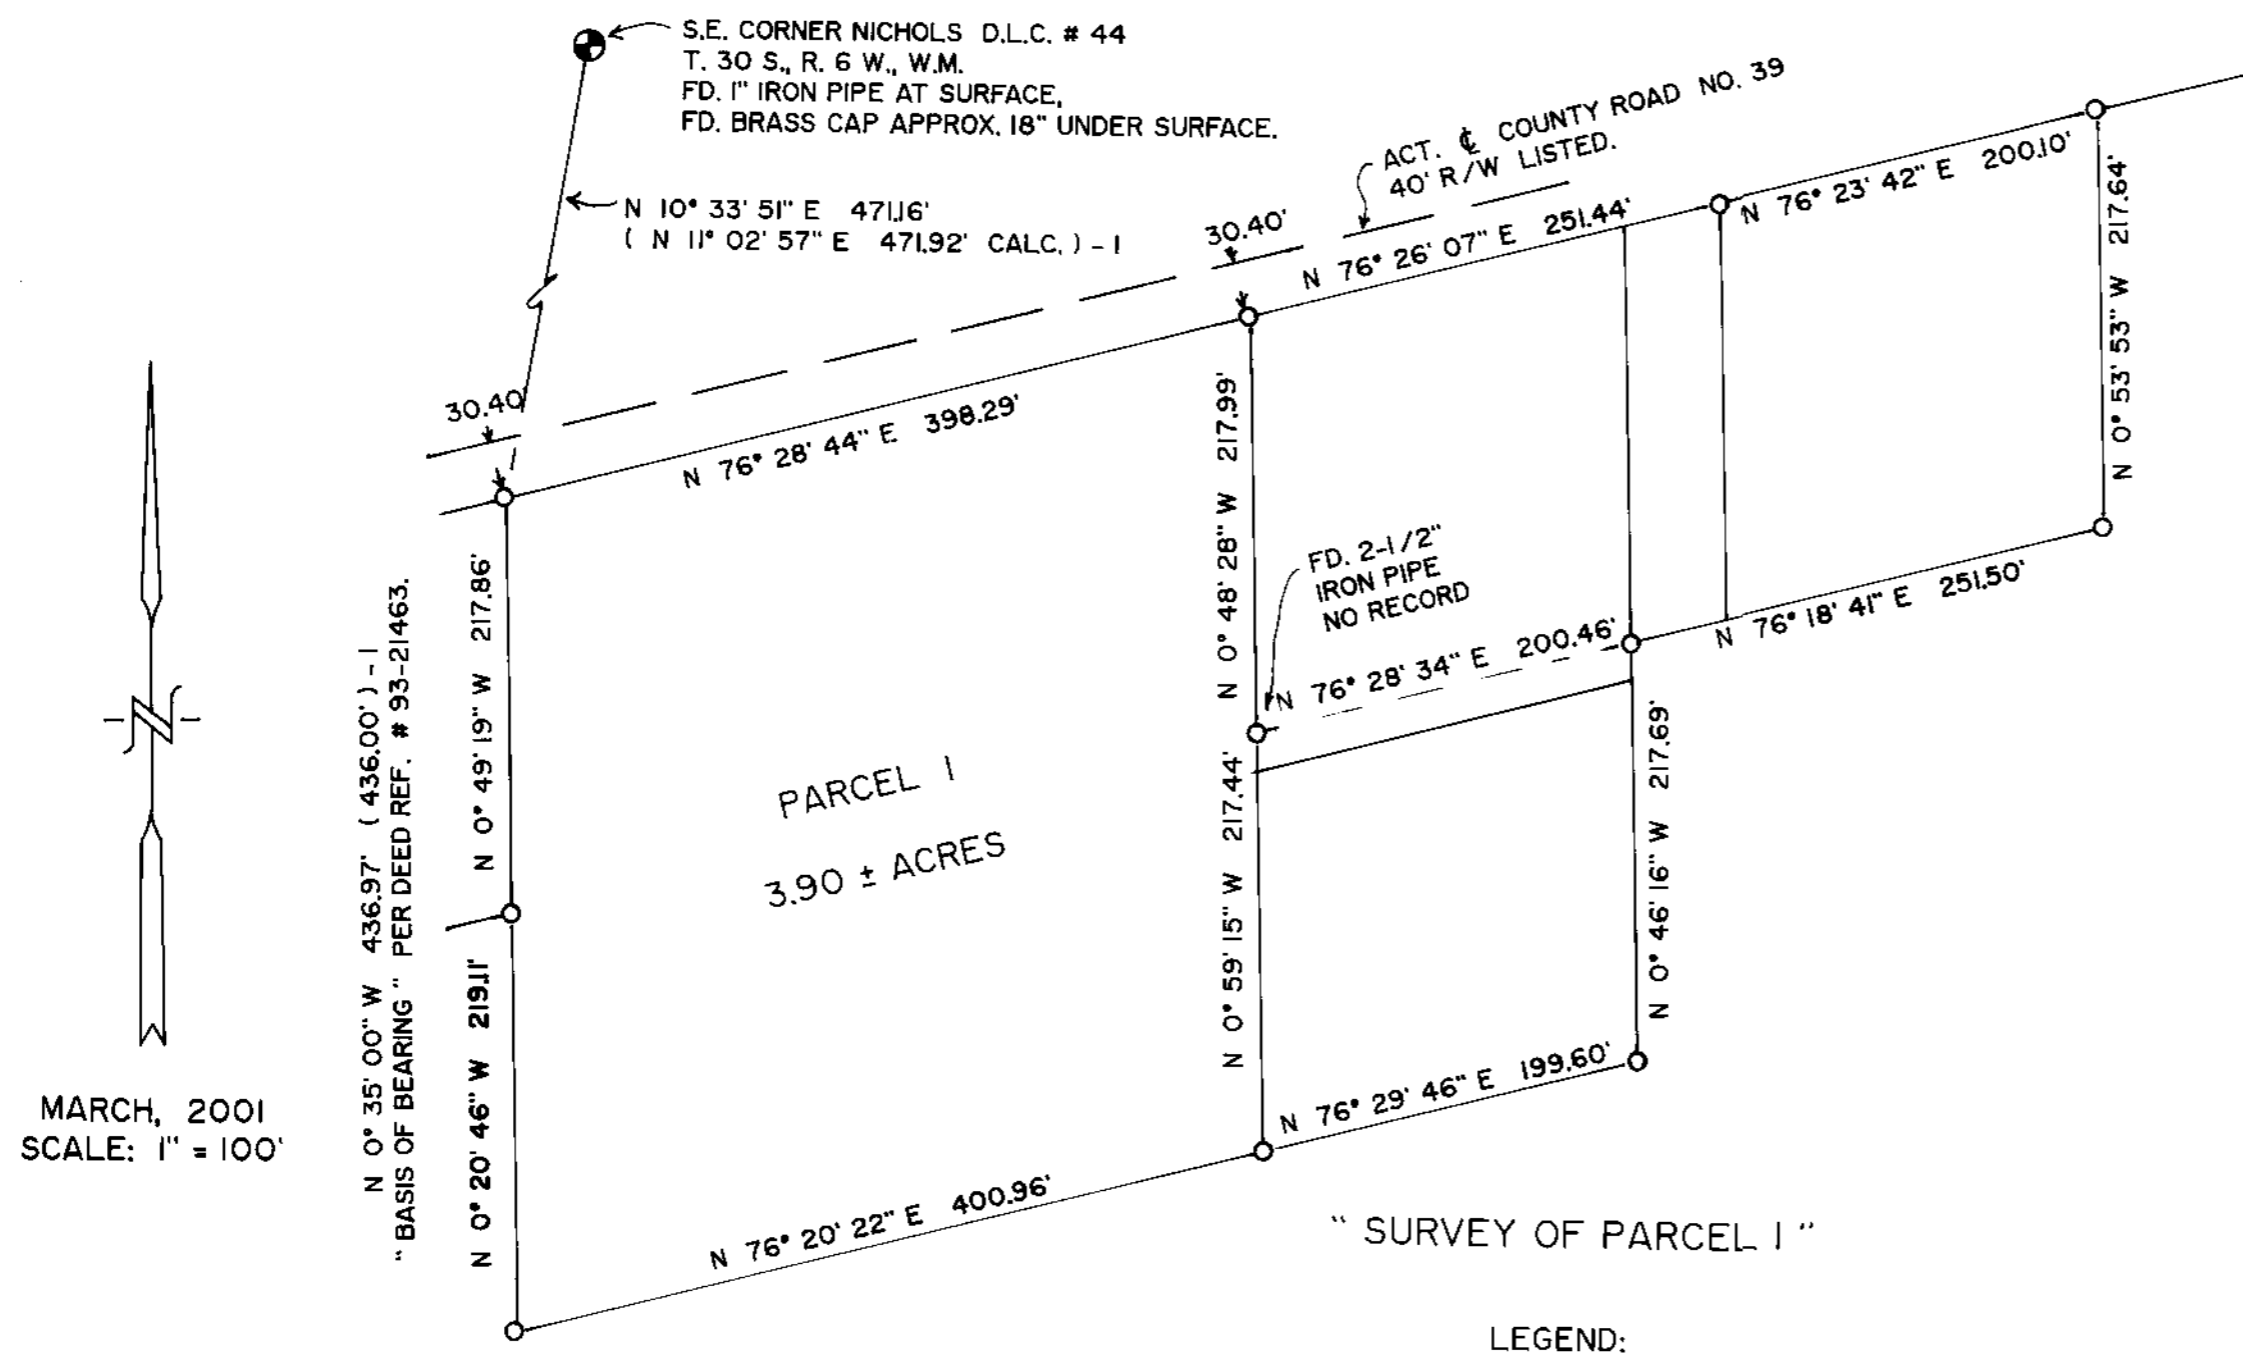 S.E. CORNER NICHOLS D.L.C. # 44
T. 30 S., R. 6 W., W.M.
FD. 1" IRON PIPE AT SURFACE,
FD. BRASS CAP APPROX. 18" UNDER SURFACE.
N 10° 33' 51" E 471.16'
( N 11° 02' 57" E 471.92' CALC. ) - 1
ACT. ℄ COUNTY ROAD NO. 39
40' R/W LISTED.
30.40'
30.40'
N 76° 28' 44" E 398.29'
N 76° 26' 07" E 251.44'
N 76° 23' 42" E 200.10'
N 0° 53' 53" W 217.64'
N 76° 18' 41" E 251.50'
N 0° 48' 28" W 217.99'
FD. 2-1/2"
IRON PIPE
NO RECORD
N 76° 28' 34" E 200.46'
N 0° 59' 15" W 217.44'
N 0° 46' 16" W 217.69'
N 76° 29' 46" E 199.60'
N 76° 20' 22" E 400.96'
N 0° 49' 19" W 217.86'
N 0° 20' 46" W 219.11'
N 0° 35' 00" W 436.97' ( 436.00' ) - 1
"BASIS OF BEARING" PER DEED REF. # 93-21463.
PARCEL 1
3.90 ± ACRES
N
MARCH, 2001
SCALE: 1" = 100'
" SURVEY OF PARCEL 1 "
LEGEND: